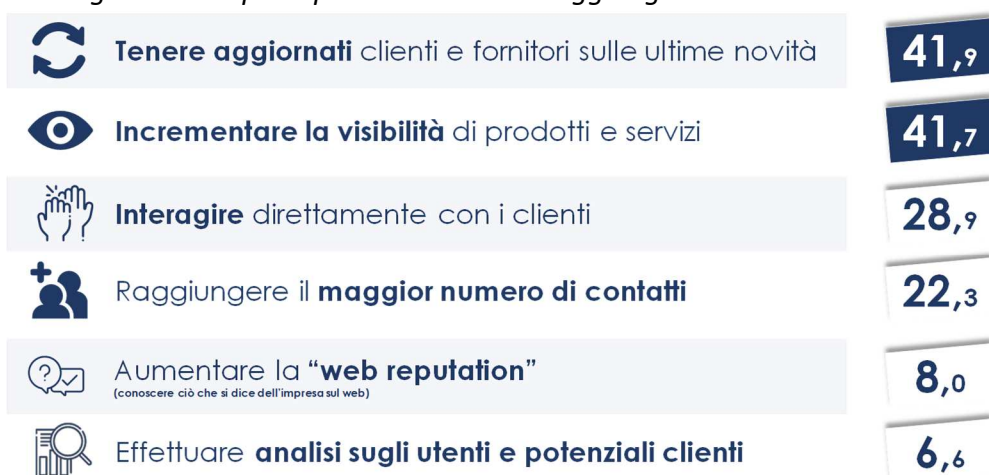 Tenere aggiornati clienti e fornitori sulle ultime novità 41,9
Incrementare la visibilità di prodotti e servizi 41,7
Interagire direttamente con i clienti 28,9
Raggiungere il maggior numero di contatti 22,3
Aumentare la “web reputation” 8,0
(conoscere ciò che si dice dell’impresa sul web)
Effettuare analisi sugli utenti e potenziali clienti 6,6